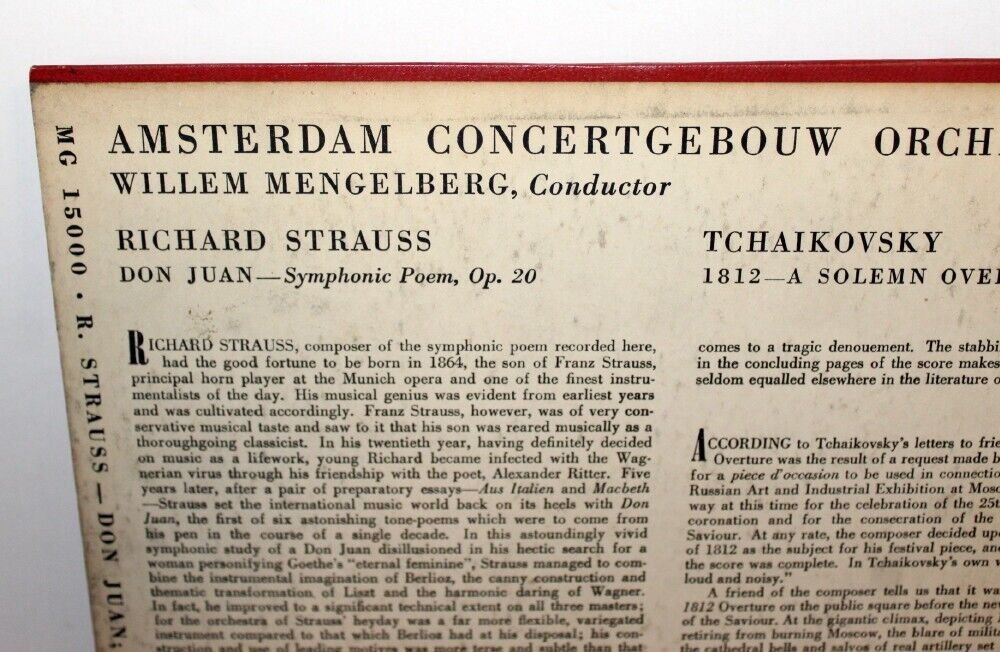 MG 15000 • R. STRAUSS — DON JUAN
AMSTERDAM CONCERTGEBOUW ORCH
WILLEM MENGELBERG, Conductor
RICHARD STRAUSS
DON JUAN—Symphonic Poem, Op. 20
RICHARD STRAUSS, composer of the symphonic poem recorded here,
had the good fortune to be born in 1864, the son of Franz Strauss,
principal horn player at the Munich opera and one of the finest instru-
mentalists of the day. His musical genius was evident from earliest years
and was cultivated accordingly. Franz Strauss, however, was of very con-
servative musical taste and saw to it that his son was reared musically as a
thoroughgoing classicist. In his twentieth year, having definitely decided
on music as a lifework, young Richard became infected with the Wag-
nerian virus through his friendship with the poet, Alexander Ritter. Five
years later, after a pair of preparatory essays—Aus Italien and Macbeth
—Strauss set the international music world back on its heels with Don
Juan, the first of six astonishing tone-poems which were to come from
his pen in the course of a single decade. In this astoundingly vivid
symphonic study of a Don Juan disillusioned in his hectic search for a
woman personifying Goethe's "eternal feminine", Strauss managed to com-
bine the instrumental imagination of Berlioz, the canny construction and
thematic transformation of Liszt and the harmonic daring of Wagner.
In fact, he improved to a significant technical extent on all three masters;
for the orchestra of Strauss' heyday was a far more flexible, variegated
instrument compared to that which Berlioz had at his disposal; his con-
struction and use of leading motives was more terse and subtle than that
TCHAIKOVSKY
1812—A SOLEMN OVE
comes to a tragic denouement. The stabbi
in the concluding pages of the score makes
seldom equalled elsewhere in the literature o
ACCORDING to Tchaikovsky's letters to frie
Overture was the result of a request made b
for a piece d'occasion to be used in connectio
Russian Art and Industrial Exhibition at Mosc
way at this time for the celebration of the 25t
coronation and for the consecration of the
Saviour. At any rate, the composer decided upo
of 1812 as the subject for his festival piece, and
the score was complete. In Tchaikovsky's own w
loud and noisy."
A friend of the composer tells us that it wa
1812 Overture on the public square before the ne
of the Saviour. At the gigantic climax, depicting
retiring from burning Moscow, the blare of milit
the cathedral bells and salvos of real artillery set